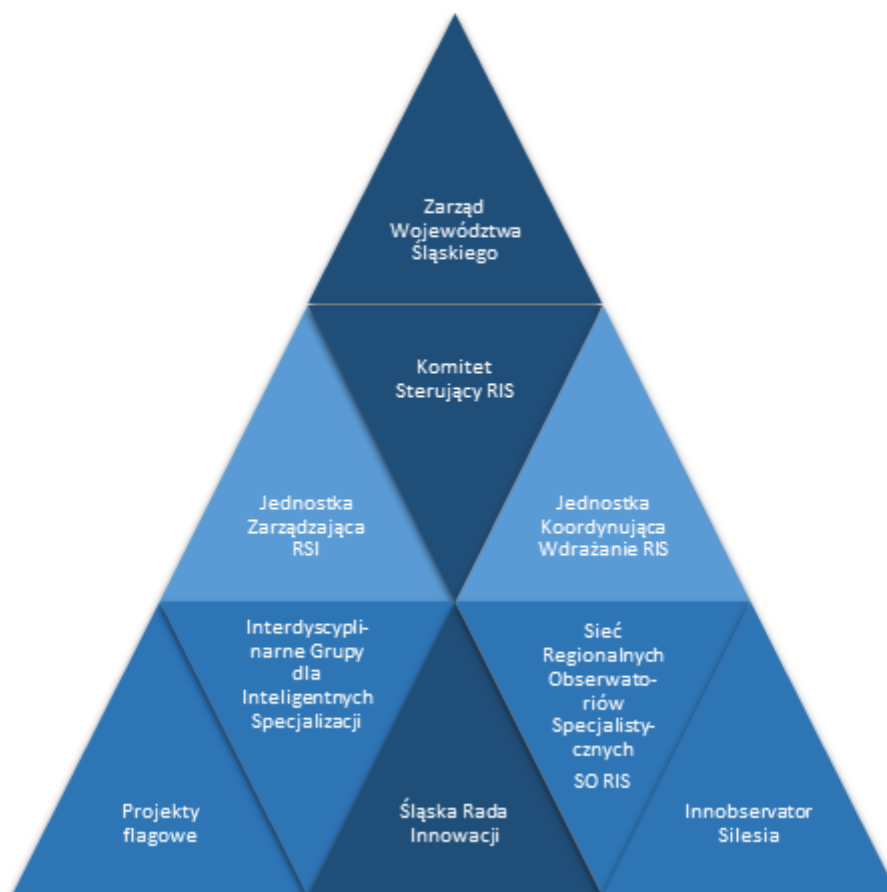 Zarząd
Województwa
Śląskiego
Komitet
Sterujący RIS
Jednostka
Zarządzająca
RSI
Jednostka
Koordynująca
Wdrażanie RIS
Interdyscypli-
narne Grupy
dla
Inteligentnych
Specjalizacji
Sieć
Regionalnych
Obserwato-
riów
Specjalisty-
cznych
SO RIS
Projekty
flagowe
Śląska Rada
Innowacji
Innobservator
Silesia